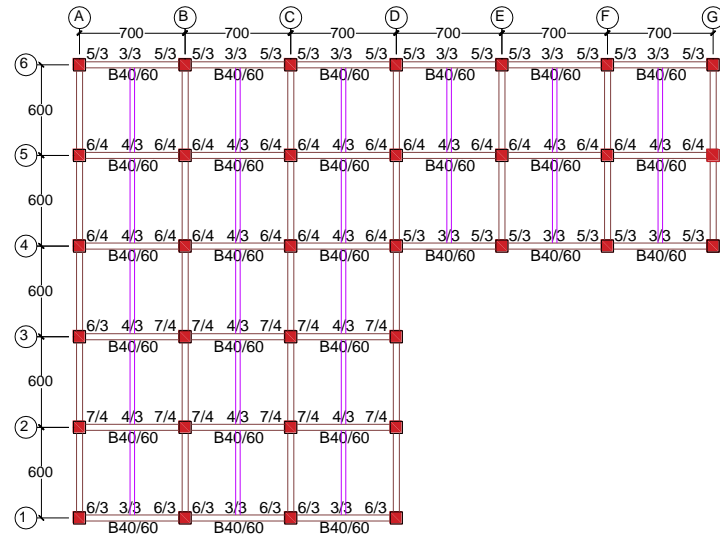 A B C D E F G
700 700 700 700 700 700
5/3 3/3 5/3 5/3 3/3 5/3 5/3 3/3 5/3 5/3 3/3 5/3 5/3 3/3 5/3 5/3 3/3 5/3
6
B40/60 B40/60 B40/60 B40/60 B40/60 B40/60
600
6/4 4/3 6/4 6/4 4/3 6/4 6/4 4/3 6/4 6/4 4/3 6/4 6/4 4/3 6/4 6/4 4/3 6/4
5
B40/60 B40/60 B40/60 B40/60 B40/60 B40/60
600
6/4 4/3 6/4 6/4 4/3 6/4 6/4 4/3 6/4 5/3 3/3 5/3 5/3 3/3 5/3 5/3 3/3 5/3
4
B40/60 B40/60 B40/60 B40/60 B40/60 B40/60
600
6/3 4/3 7/4 7/4 4/3 7/4 7/4 4/3 7/4
3
B40/60 B40/60 B40/60
600
7/4 4/3 7/4 7/4 4/3 7/4 7/4 4/3 7/4
2
B40/60 B40/60 B40/60
600
6/3 3/3 6/3 6/3 3/3 6/3 6/3 3/3 6/3
1
B40/60 B40/60 B40/60